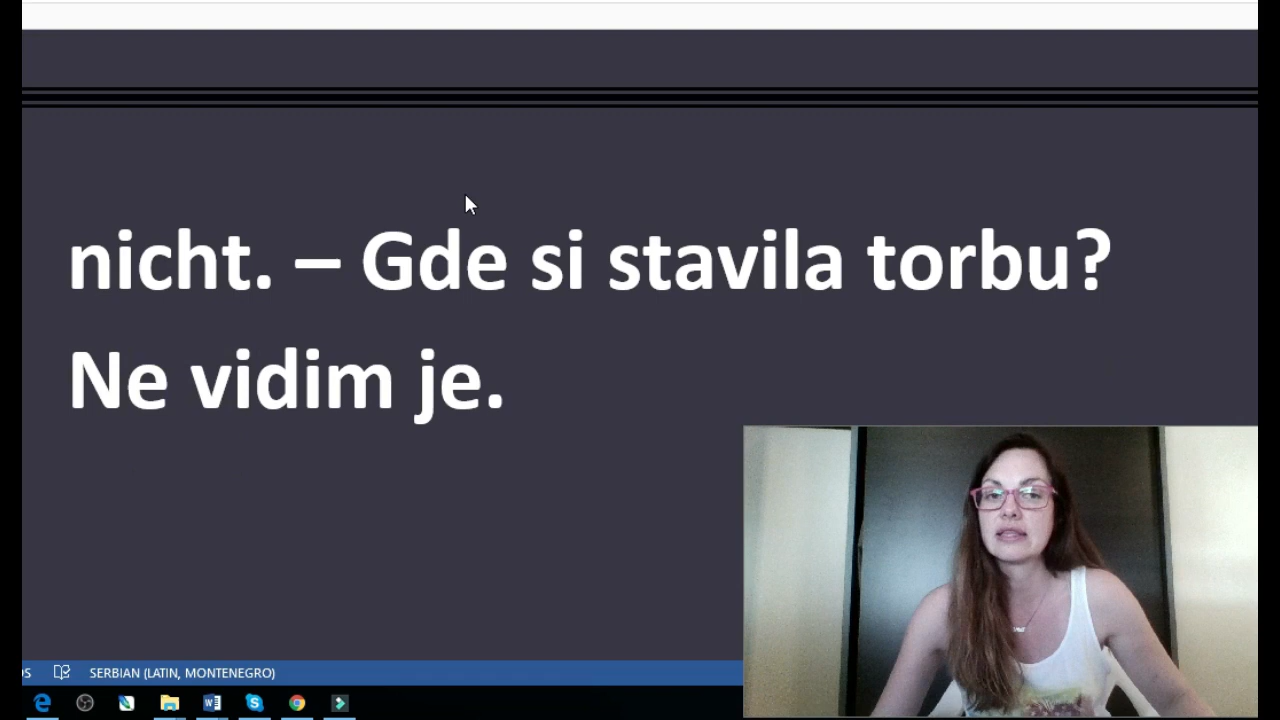 nicht. – Gde si stavila torbu?
Ne vidim je.
SERBIAN (LATIN, MONTENEGRO)